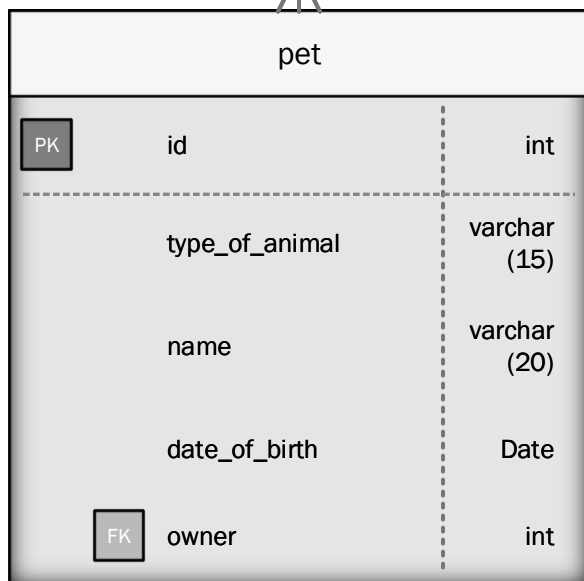 pet
PK id int
type_of_animal varchar
(15)
name varchar
(20)
date_of_birth Date
FK owner int